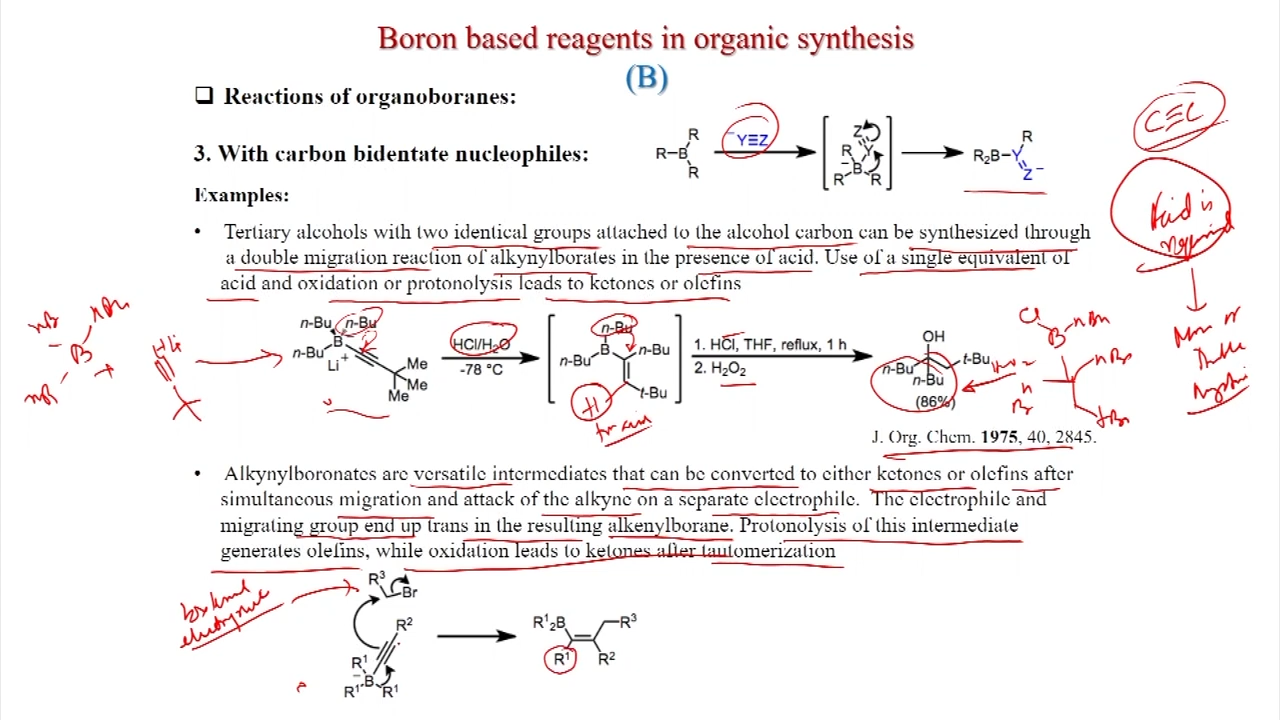 Boron based reagents in organic synthesis
(B)
❑ Reactions of organoboranes:
3. With carbon bidentate nucleophiles:
R B R R
⁻Y≡Z
Z R Y B R R
R₂B Y R Z⁻
C≡C
Acid is required
Examples:
• Tertiary alcohols with two identical groups attached to the alcohol carbon can be synthesized through
a double migration reaction of alkynylborates in the presence of acid. Use of a single equivalent of
acid and oxidation or protonolysis leads to ketones or olefins
n-Bu n-Bu n-Bu B Li⁺ Me Me Me
HCl/H₂O
-78 °C
n-Bu n-Bu B n-Bu t-Bu H
1. HCl, THF, reflux, 1 h
2. H₂O₂
OH n-Bu n-Bu t-Bu
(86%)
J. Org. Chem. 1975, 40, 2845.
• Alkynylboronates are versatile intermediates that can be converted to either ketones or olefins after
simultaneous migration and attack of the alkyne on a separate electrophile. The electrophile and
migrating group end up trans in the resulting alkenylborane. Protonolysis of this intermediate
generates olefins, while oxidation leads to ketones after tautomerization
R³ Br
R² R¹ B R¹ R¹
R¹₂B R³ R¹ R²